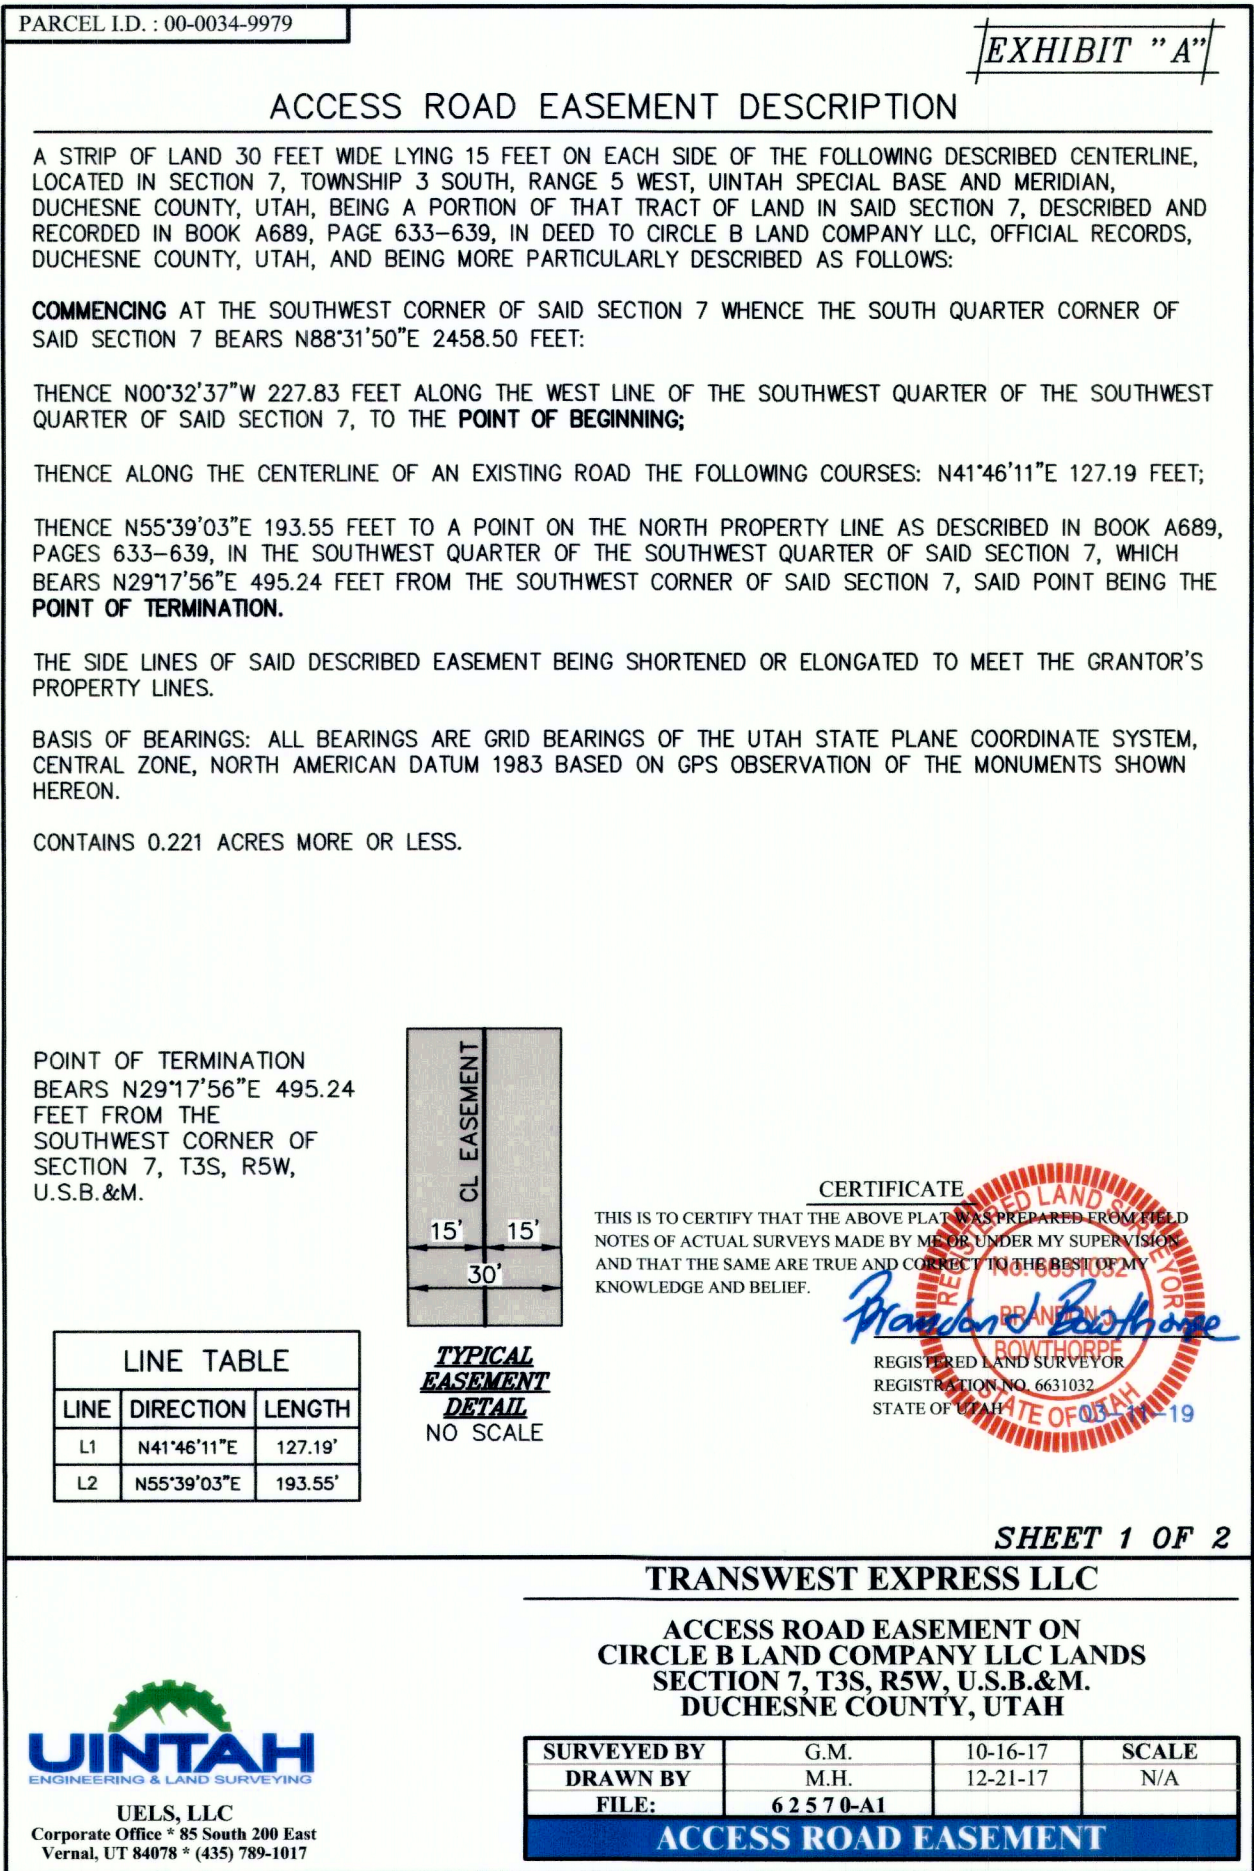 PARCEL I.D. : 00-0034-9979
EXHIBIT "A"
ACCESS ROAD EASEMENT DESCRIPTION
A STRIP OF LAND 30 FEET WIDE LYING 15 FEET ON EACH SIDE OF THE FOLLOWING DESCRIBED CENTERLINE,
LOCATED IN SECTION 7, TOWNSHIP 3 SOUTH, RANGE 5 WEST, UINTAH SPECIAL BASE AND MERIDIAN,
DUCHESNE COUNTY, UTAH, BEING A PORTION OF THAT TRACT OF LAND IN SAID SECTION 7, DESCRIBED AND
RECORDED IN BOOK A689, PAGE 633-639, IN DEED TO CIRCLE B LAND COMPANY LLC, OFFICIAL RECORDS,
DUCHESNE COUNTY, UTAH, AND BEING MORE PARTICULARLY DESCRIBED AS FOLLOWS:
COMMENCING AT THE SOUTHWEST CORNER OF SAID SECTION 7 WHENCE THE SOUTH QUARTER CORNER OF
SAID SECTION 7 BEARS N88°31'50"E 2458.50 FEET:
THENCE N00°32'37"W 227.83 FEET ALONG THE WEST LINE OF THE SOUTHWEST QUARTER OF THE SOUTHWEST
QUARTER OF SAID SECTION 7, TO THE POINT OF BEGINNING;
THENCE ALONG THE CENTERLINE OF AN EXISTING ROAD THE FOLLOWING COURSES: N41°46'11"E 127.19 FEET;
THENCE N55°39'03"E 193.55 FEET TO A POINT ON THE NORTH PROPERTY LINE AS DESCRIBED IN BOOK A689,
PAGES 633-639, IN THE SOUTHWEST QUARTER OF THE SOUTHWEST QUARTER OF SAID SECTION 7, WHICH
BEARS N29°17'56"E 495.24 FEET FROM THE SOUTHWEST CORNER OF SAID SECTION 7, SAID POINT BEING THE
POINT OF TERMINATION.
THE SIDE LINES OF SAID DESCRIBED EASEMENT BEING SHORTENED OR ELONGATED TO MEET THE GRANTOR'S
PROPERTY LINES.
BASIS OF BEARINGS: ALL BEARINGS ARE GRID BEARINGS OF THE UTAH STATE PLANE COORDINATE SYSTEM,
CENTRAL ZONE, NORTH AMERICAN DATUM 1983 BASED ON GPS OBSERVATION OF THE MONUMENTS SHOWN
HEREON.
CONTAINS 0.221 ACRES MORE OR LESS.
POINT OF TERMINATION
BEARS N29°17'56"E 495.24
FEET FROM THE
SOUTHWEST CORNER OF
SECTION 7, T3S, R5W,
U.S.B.&M.
CL EASEMENT
15' 15'
30'
TYPICAL
EASEMENT
DETAIL
NO SCALE
LINE TABLE
LINE DIRECTION LENGTH
L1 N41°46'11"E 127.19'
L2 N55°39'03"E 193.55'
CERTIFICATE
THIS IS TO CERTIFY THAT THE ABOVE PLAT WAS PREPARED FROM FIELD
NOTES OF ACTUAL SURVEYS MADE BY ME OR UNDER MY SUPERVISION
AND THAT THE SAME ARE TRUE AND CORRECT TO THE BEST OF MY
KNOWLEDGE AND BELIEF.
Brandon J Bowthorpe
REGISTERED LAND SURVEYOR
REGISTRATION NO. 6631032
STATE OF UTAH
REGISTERED LAND SURVEYOR
No. 6631032
BRANDON J.
BOWTHORPE
STATE OF UTAH
03-11-19
SHEET 1 OF 2
TRANSWEST EXPRESS LLC
ACCESS ROAD EASEMENT ON
CIRCLE B LAND COMPANY LLC LANDS
SECTION 7, T3S, R5W, U.S.B.&M.
DUCHESNE COUNTY, UTAH
UINTAH
ENGINEERING & LAND SURVEYING
UELS, LLC
Corporate Office * 85 South 200 East
Vernal, UT 84078 * (435) 789-1017
SURVEYED BY G.M. 10-16-17 SCALE
DRAWN BY M.H. 12-21-17 N/A
FILE: 6 2 5 7 0-A1
ACCESS ROAD EASEMENT